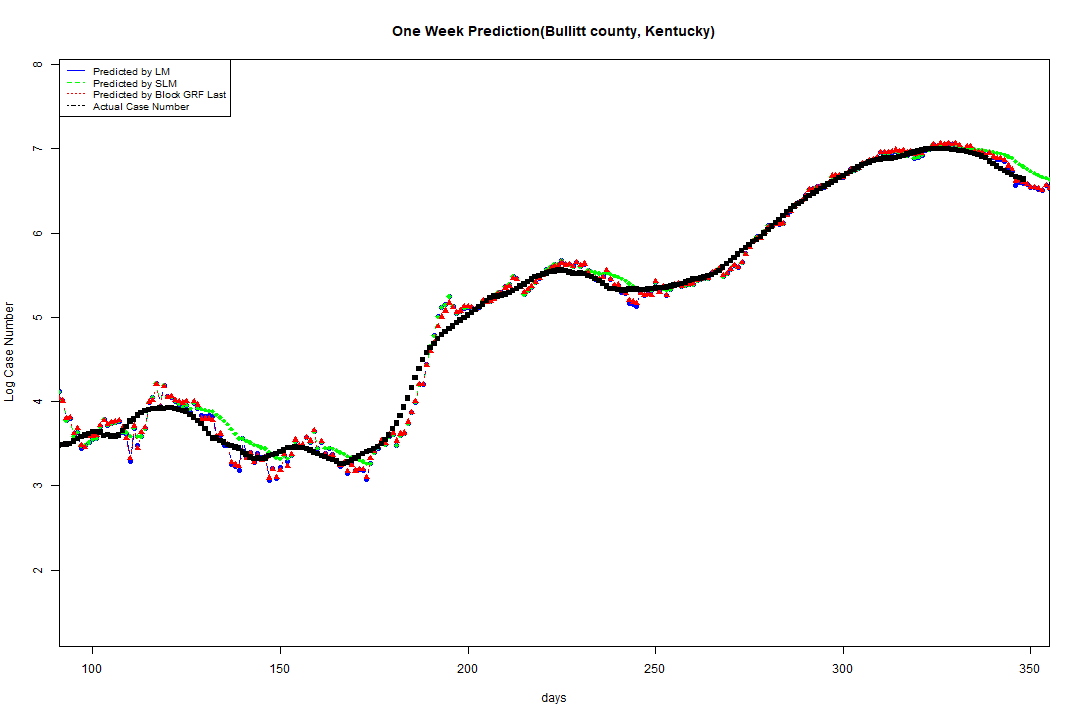 One Week Prediction(Bullitt county, Kentucky)
Predicted by LM
Predicted by SLM
Predicted by Block GRF Last
Actual Case Number
8
7
6
5
4
3
2
Log Case Number
100 150 200 250 300 350
days